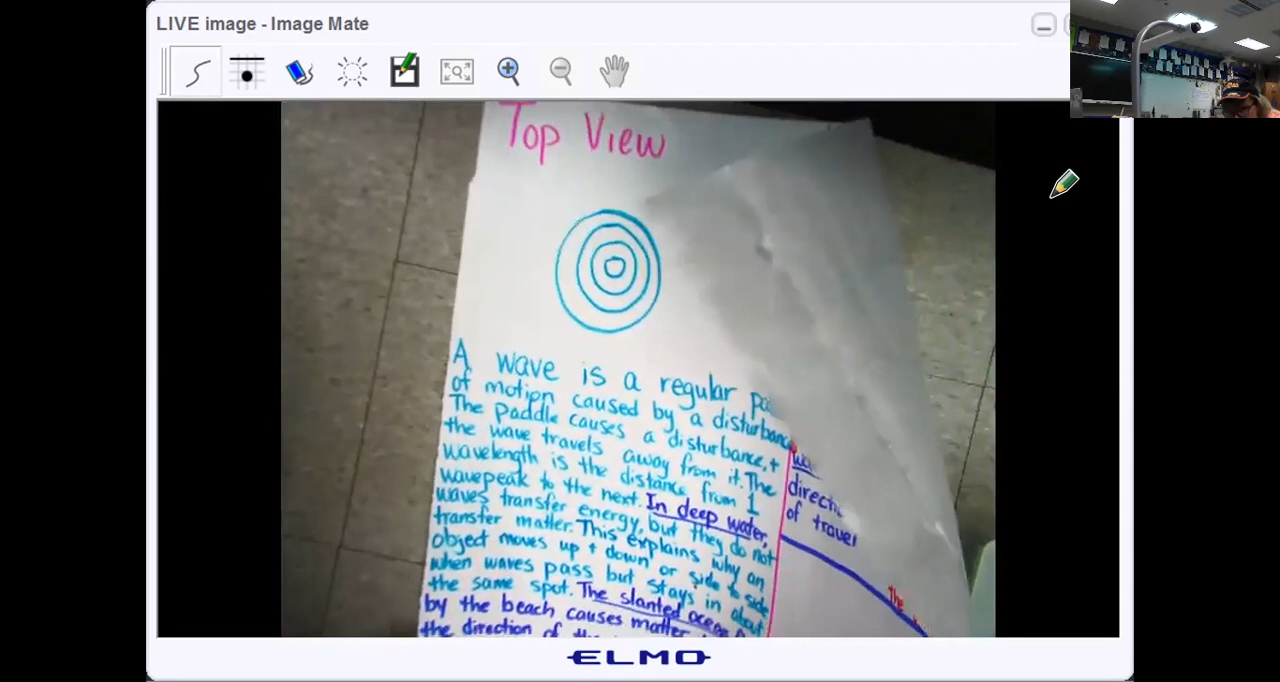 LIVE image - Image Mate
Top View
A wave is a regular
of motion caused by a disturbance
The paddle causes a disturbance, +
the wave travels away from it. The
wavelength is the distance from 1
wavepeak to the next. In deep water,
waves transfer energy, but they do not
transfer matter. This explains why an
object moves up + down or side to side
when waves pass but stays in about
the same spot. The slanted
by the beach causes matter
the direction of
of travel
The
ELMO